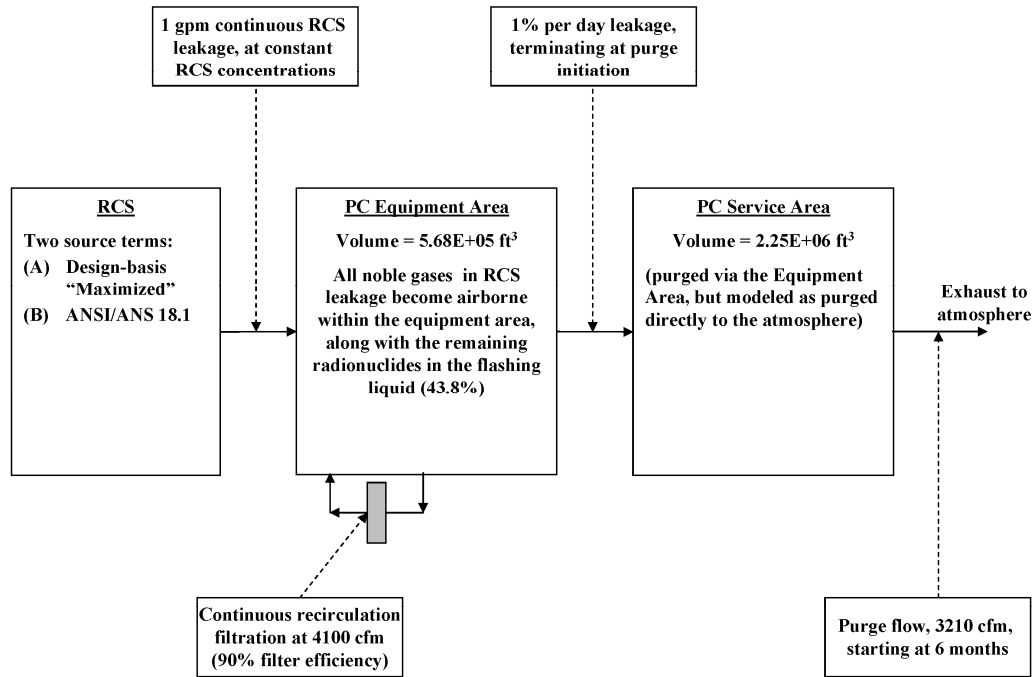 1 gpm continuous RCS
leakage, at constant
RCS concentrations
1% per day leakage,
terminating at purge
initiation
RCS
Two source terms:
(A) Design-basis
“Maximized”
(B) ANSI/ANS 18.1
PC Equipment Area
Volume = 5.68E+05 ft³
All noble gases in RCS
leakage become airborne
within the equipment area,
along with the remaining
radionuclides in the flashing
liquid (43.8%)
PC Service Area
Volume = 2.25E+06 ft³
(purged via the Equipment
Area, but modeled as purged
directly to the atmosphere)
Exhaust to
atmosphere
Continuous recirculation
filtration at 4100 cfm
(90% filter efficiency)
Purge flow, 3210 cfm,
starting at 6 months